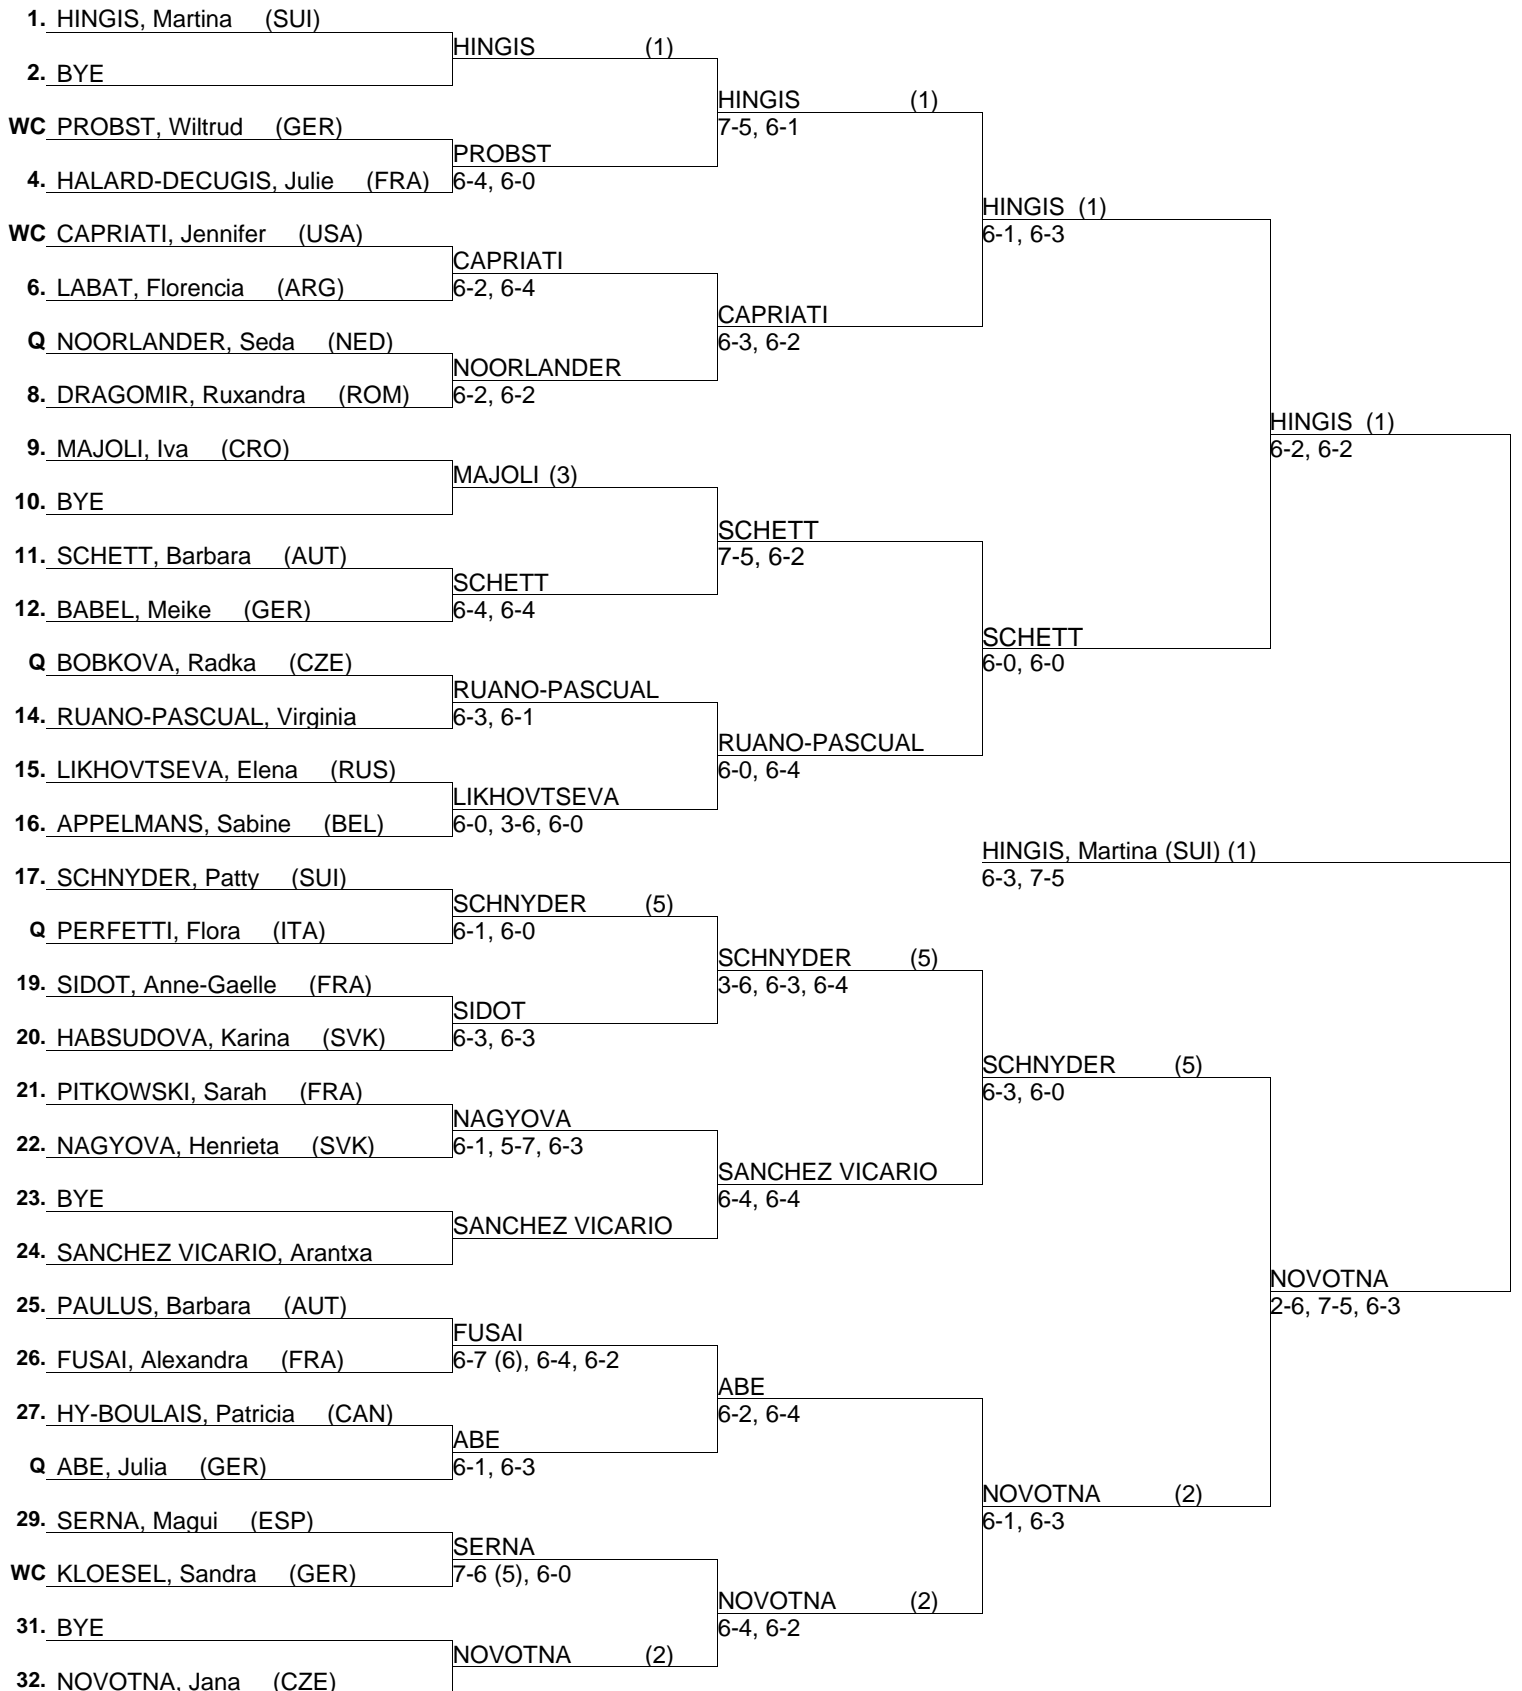 1. HINGIS, Martina (SUI)
HINGIS (1)
2. BYE
HINGIS (1)
7-5, 6-1
WC PROBST, Wiltrud (GER)
PROBST
4. HALARD-DECUGIS, Julie (FRA) 6-4, 6-0
HINGIS (1)
6-1, 6-3
WC CAPRIATI, Jennifer (USA)
CAPRIATI
6. LABAT, Florencia (ARG) 6-2, 6-4
CAPRIATI
6-3, 6-2
Q NOORLANDER, Seda (NED)
NOORLANDER
8. DRAGOMIR, Ruxandra (ROM) 6-2, 6-2
HINGIS (1)
6-2, 6-2
9. MAJOLI, Iva (CRO)
MAJOLI (3)
10. BYE
SCHETT
7-5, 6-2
11. SCHETT, Barbara (AUT)
SCHETT
12. BABEL, Meike (GER) 6-4, 6-4
SCHETT
6-0, 6-0
Q BOBKOVA, Radka (CZE)
RUANO-PASCUAL
14. RUANO-PASCUAL, Virginia 6-3, 6-1
RUANO-PASCUAL
6-0, 6-4
15. LIKHOVTSEVA, Elena (RUS)
LIKHOVTSEVA
16. APPELMANS, Sabine (BEL) 6-0, 3-6, 6-0
HINGIS, Martina (SUI) (1)
6-3, 7-5
17. SCHNYDER, Patty (SUI)
SCHNYDER (5)
Q PERFETTI, Flora (ITA) 6-1, 6-0
SCHNYDER (5)
3-6, 6-3, 6-4
19. SIDOT, Anne-Gaelle (FRA)
SIDOT
20. HABSUDOVA, Karina (SVK) 6-3, 6-3
SCHNYDER (5)
6-3, 6-0
21. PITKOWSKI, Sarah (FRA)
NAGYOVA
22. NAGYOVA, Henrieta (SVK) 6-1, 5-7, 6-3
SANCHEZ VICARIO
6-4, 6-4
23. BYE
SANCHEZ VICARIO
24. SANCHEZ VICARIO, Arantxa
NOVOTNA
2-6, 7-5, 6-3
25. PAULUS, Barbara (AUT)
FUSAI
26. FUSAI, Alexandra (FRA) 6-7 (6), 6-4, 6-2
ABE
6-2, 6-4
27. HY-BOULAIS, Patricia (CAN)
ABE
Q ABE, Julia (GER) 6-1, 6-3
NOVOTNA (2)
6-1, 6-3
29. SERNA, Magui (ESP)
SERNA
WC KLOESEL, Sandra (GER) 7-6 (5), 6-0
NOVOTNA (2)
6-4, 6-2
31. BYE
NOVOTNA (2)
32. NOVOTNA, Jana (CZE)